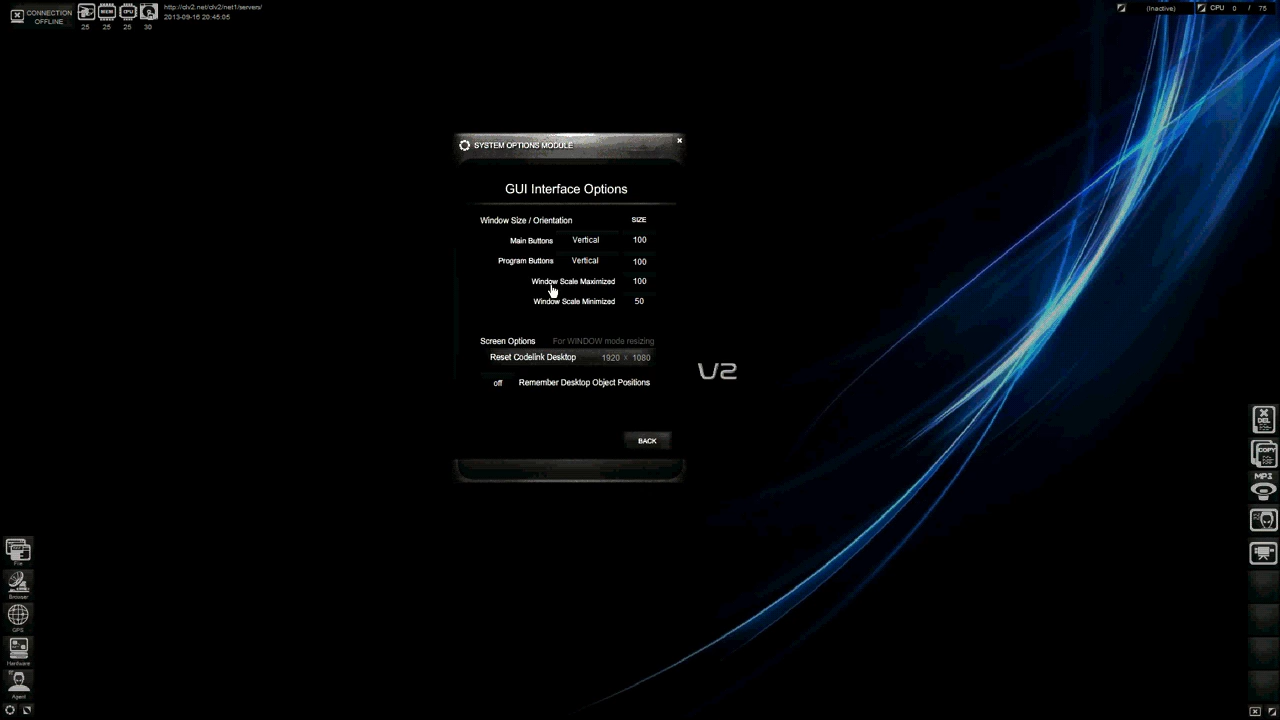 CONNECTION
OFFLINE
MEM
CPU
25 25 25 30
http://clv2.net/clv2/net1/servers/
2013-09-16 20:45:05
(Inactive)
CPU 0 / 75
SYSTEM OPTIONS MODULE
GUI Interface Options
Window Size / Orientation SIZE
Main Buttons Vertical 100
Program Buttons Vertical 100
Window Scale Maximized 100
Window Scale Minimized 50
Screen Options For WINDOW mode resizing
Reset Codelink Desktop 1920 × 1080
off Remember Desktop Object Positions
BACK
V2
DEL
COPY
MP3
File
Browser
GPS
Hardware
Agent